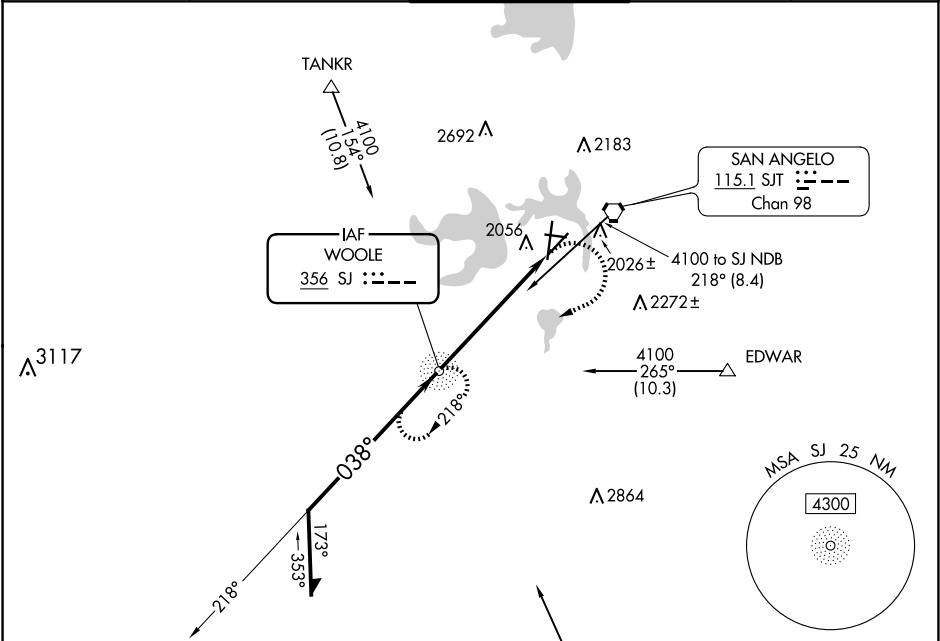 TANKR
4100
154°
(10.8)
2692
2183
SAN ANGELO
115.1 SJT
Chan 98
IAF
WOOLE
356 SJ
2056
2026±
4100 to SJ NDB
218° (8.4)
2272±
3117
4100
265°
(10.3)
EDWAR
218°
038°
2864
MSA SJ 25 NM
4300
173°
353°
218°